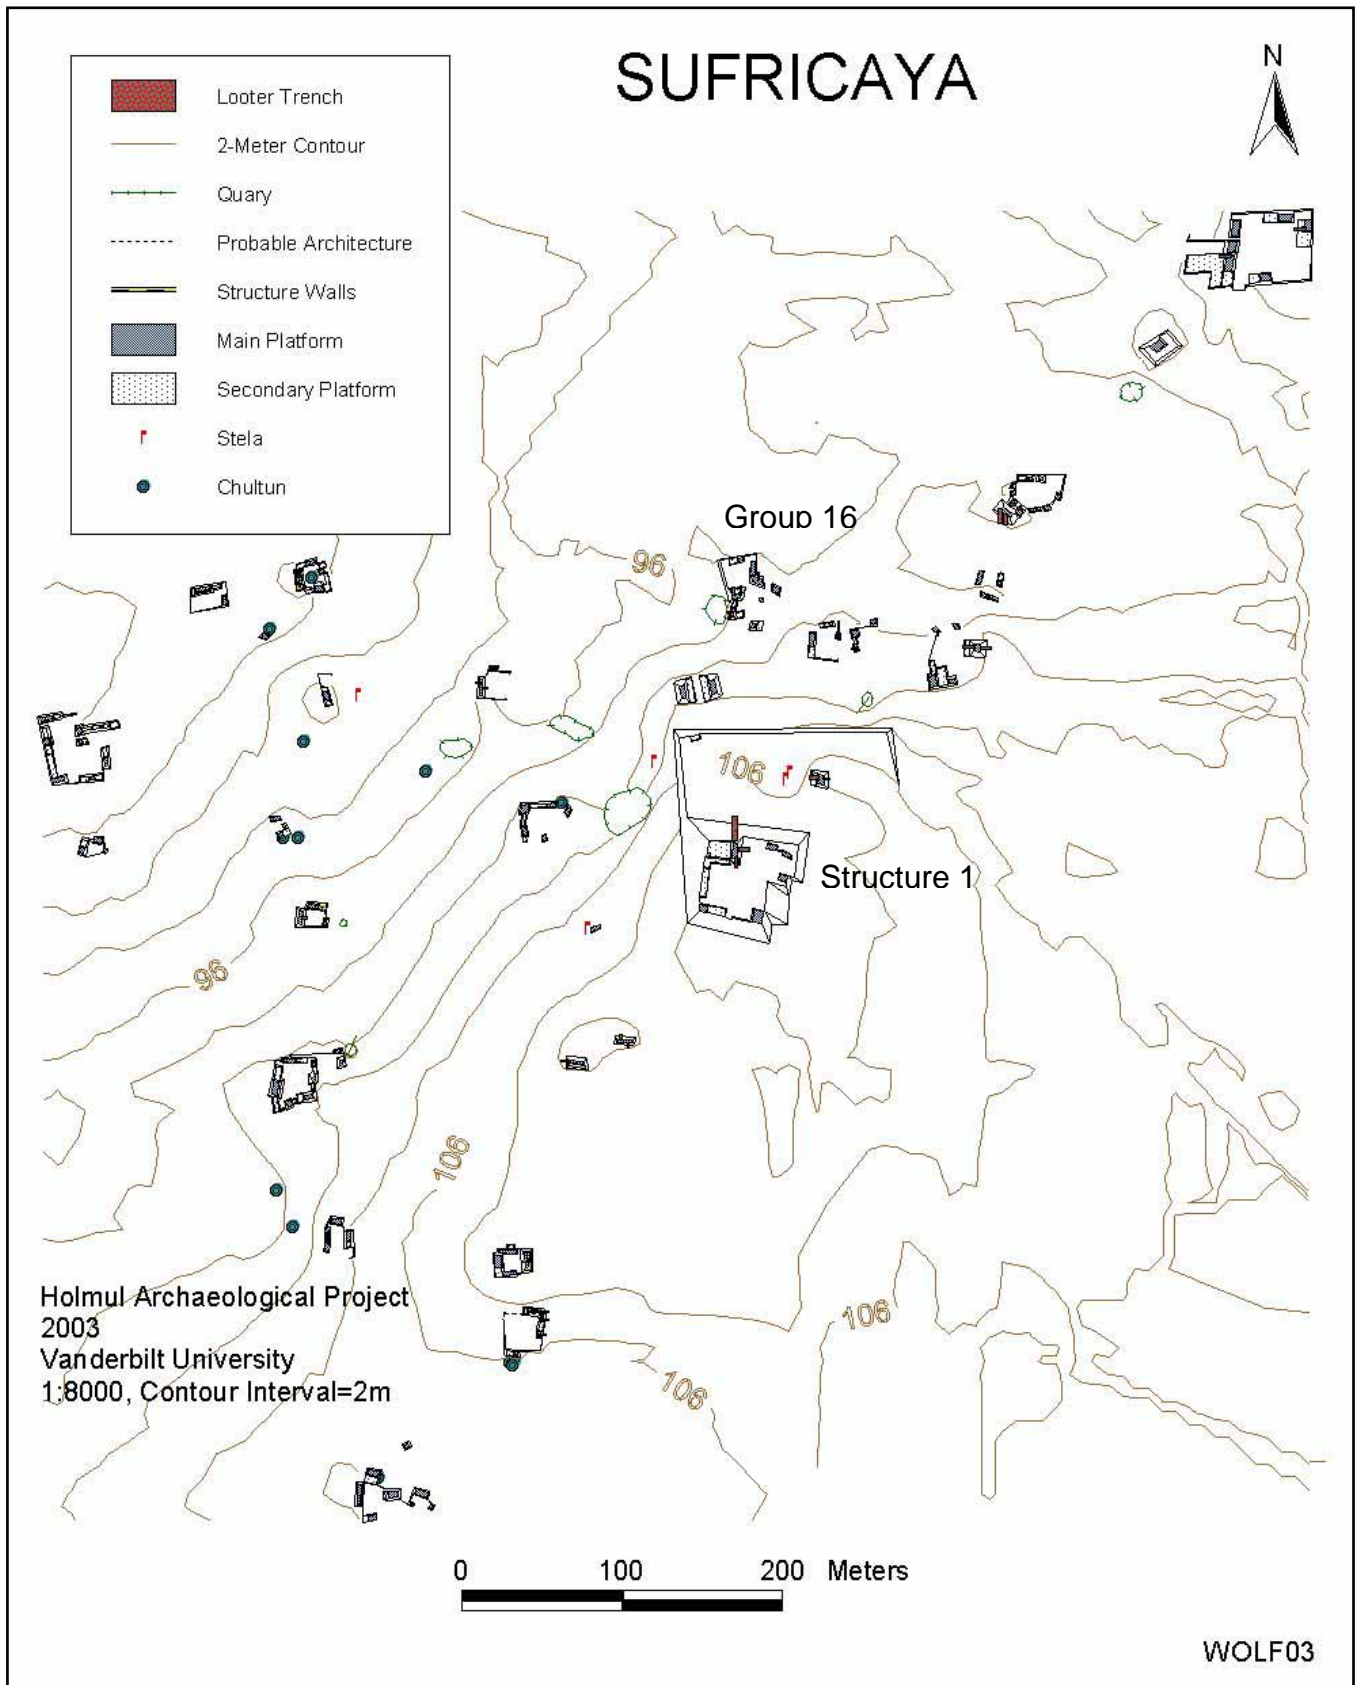 SUFRICAYA
N
Looter Trench
2-Meter Contour
Quary
Probable Architecture
Structure Walls
Main Platform
Secondary Platform
Stela
Chultun
Group 16
96
106
Structure 1
96
106
Holmul Archaeological Project
2003
Vanderbilt University
1:8000, Contour Interval=2m
106
106
0 100 200 Meters
WOLF03